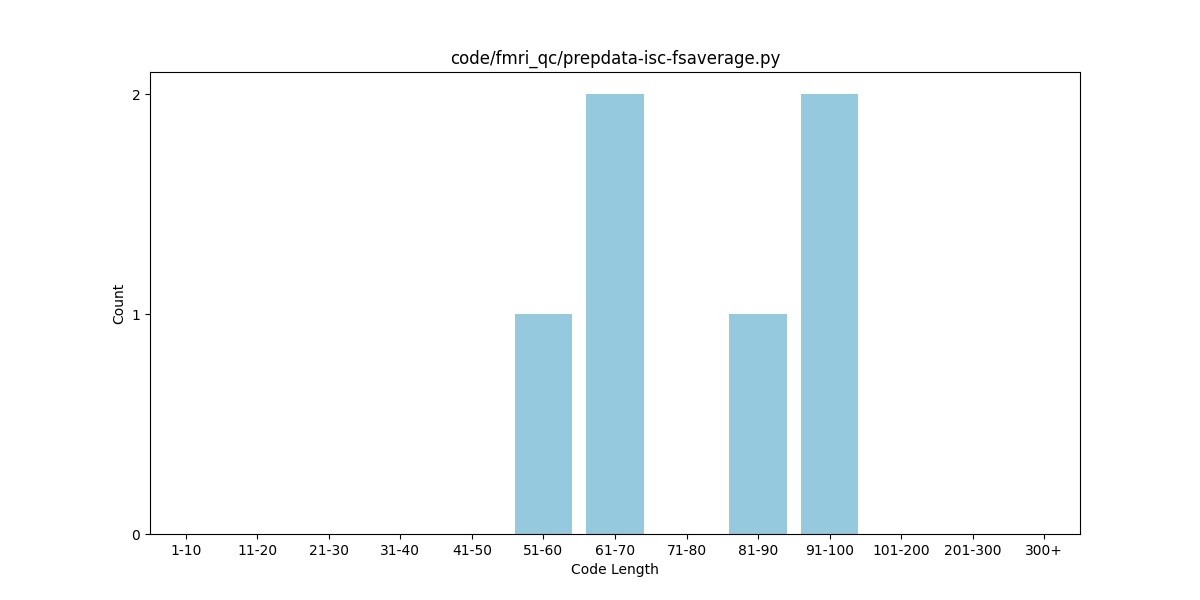 code/fmri_qc/prepdata-isc-fsaverage.py
2
1
0
Count
1-10 11-20 21-30 31-40 41-50 51-60 61-70 71-80 81-90 91-100 101-200 201-300 300+
Code Length